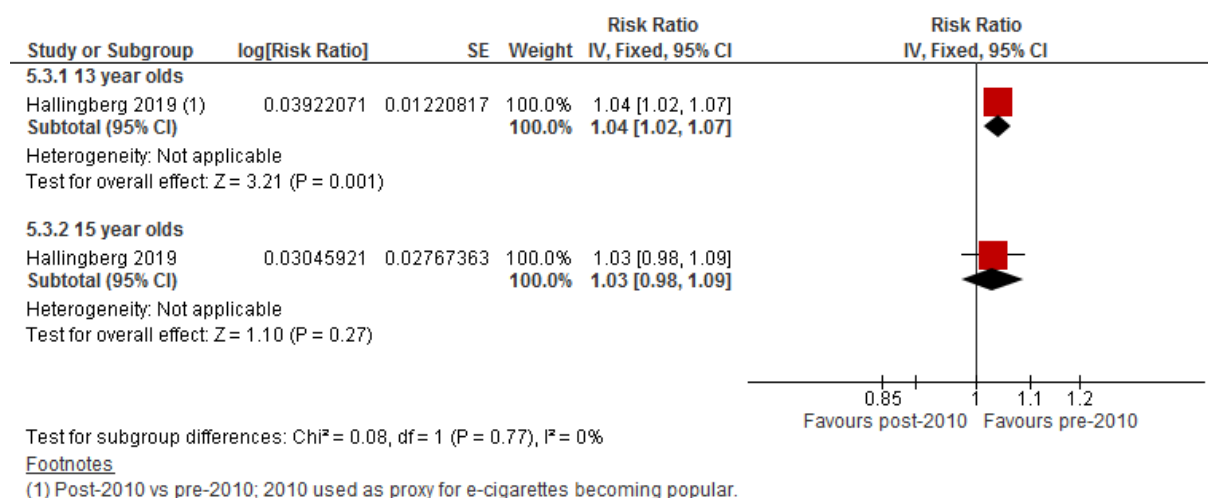 Risk Ratio Risk Ratio
Study or Subgroup log[Risk Ratio] SE Weight IV, Fixed, 95% CI IV, Fixed, 95% CI
5.3.1 13 year olds
Hallingberg 2019 (1) 0.03922071 0.01220817 100.0% 1.04 [1.02, 1.07]
Subtotal (95% CI) 100.0% 1.04 [1.02, 1.07]
Heterogeneity: Not applicable
Test for overall effect: Z = 3.21 (P = 0.001)
5.3.2 15 year olds
Hallingberg 2019 0.03045921 0.02767363 100.0% 1.03 [0.98, 1.09]
Subtotal (95% CI) 100.0% 1.03 [0.98, 1.09]
Heterogeneity: Not applicable
Test for overall effect: Z = 1.10 (P = 0.27)
0.85 1 1.1 1.2
Favours post-2010 Favours pre-2010
Test for subgroup differences: Chi² = 0.08, df = 1 (P = 0.77), I² = 0%
Footnotes
(1) Post-2010 vs pre-2010; 2010 used as proxy for e-cigarettes becoming popular.